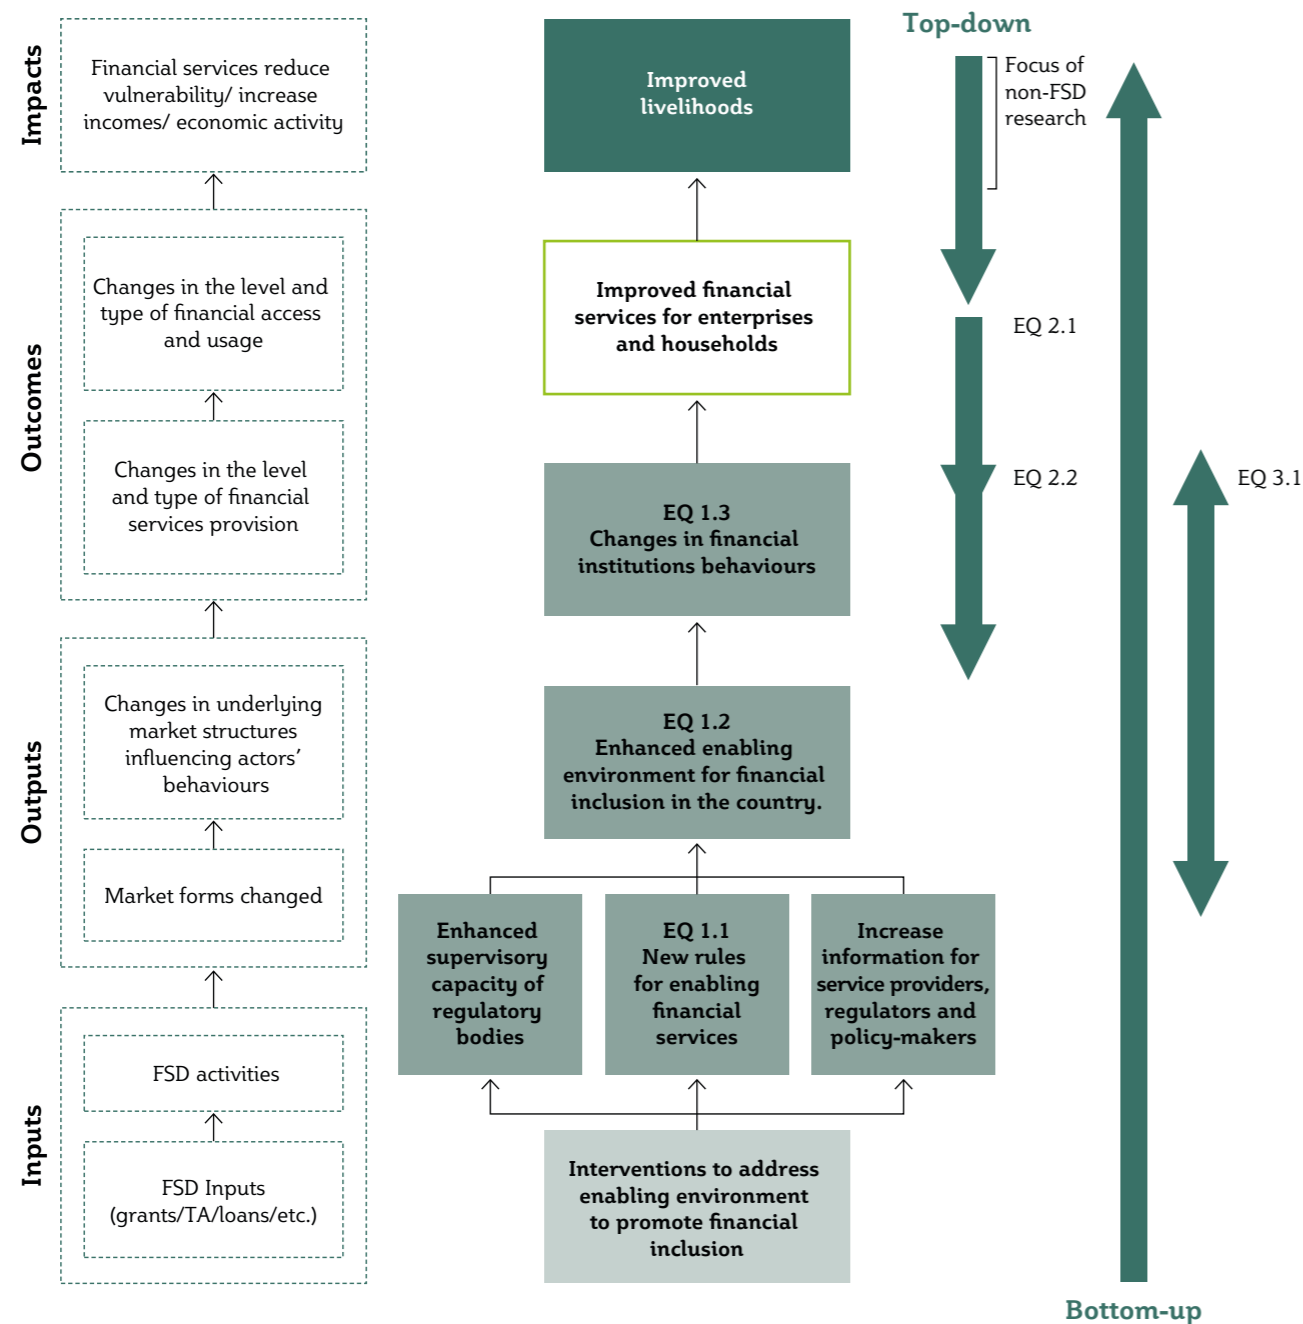 Impacts
Financial services reduce
vulnerability/ increase
incomes/ economic activity
Outcomes
Changes in the level and
type of financial access
and usage
Changes in the level
and type of financial
services provision
Outputs
Changes in underlying
market structures
influencing actors’
behaviours
Market forms changed
Inputs
FSD activities
FSD Inputs
(grants/TA/loans/etc.)
Improved
livelihoods
Improved financial
services for enterprises
and households
EQ 1.3
Changes in financial
institutions behaviours
EQ 1.2
Enhanced enabling
environment for financial
inclusion in the country.
Enhanced
supervisory
capacity of
regulatory
bodies
EQ 1.1
New rules
for enabling
financial
services
Increase
information for
service providers,
regulators and
policy-makers
Interventions to address
enabling environment
to promote financial
inclusion
Top-down
Focus of
non-FSD
research
EQ 2.1
EQ 2.2
EQ 3.1
Bottom-up